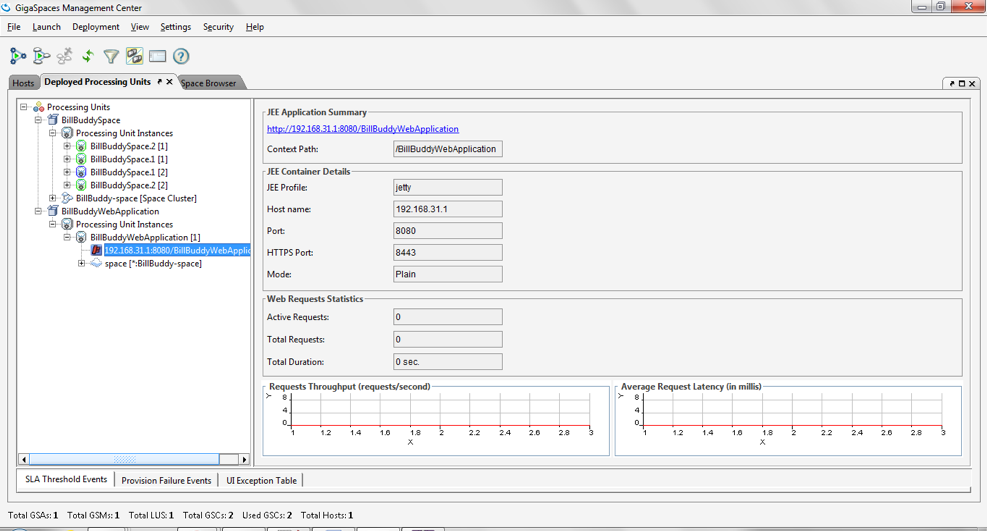 GigaSpaces Management Center
File Launch Deployment View Settings Security Help
Hosts Deployed Processing Units Space Browser
Processing Units
BillBuddySpace
Processing Unit Instances
BillBuddySpace.2 [1]
BillBuddySpace.1 [1]
BillBuddySpace.1 [2]
BillBuddySpace.2 [2]
BillBuddy-space [Space Cluster]
BillBuddyWebApplication
Processing Unit Instances
BillBuddyWebApplication [1]
192.168.31.1:8080/BillBuddyWebApplic
space [*:BillBuddy-space]
JEE Application Summary
http://192.168.31.1:8080/BillBuddyWebApplication
Context Path: /BillBuddyWebApplication
JEE Container Details
JEE Profile: jetty
Host name: 192.168.31.1
Port: 8080
HTTPS Port: 8443
Mode: Plain
Web Requests Statistics
Active Requests: 0
Total Requests: 0
Total Duration: 0 sec.
Requests Throughput (requests/second)
Y
8
4
0
1 1.2 1.4 1.6 1.8 2 2.2 2.4 2.6 2.8 3
X
Average Request Latency (in millis)
Y
8
4
0
1 1.2 1.4 1.6 1.8 2 2.2 2.4 2.6 2.8 3
X
SLA Threshold Events Provision Failure Events UI Exception Table
Total GSAs: 1 Total GSMs: 1 Total LUS: 1 Total GSCs: 2 Used GSCs: 2 Total Hosts: 1